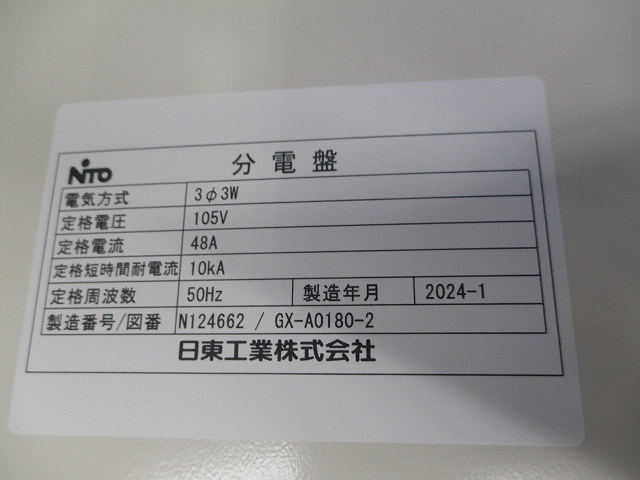 NITO 分電盤
電気方式 3φ3W
定格電圧 105V
定格電流 48A
定格短時間耐電流 10kA
定格周波数 50Hz 製造年月 2024-1
製造番号/図番 N124662 / GX-A0180-2
日東工業株式会社